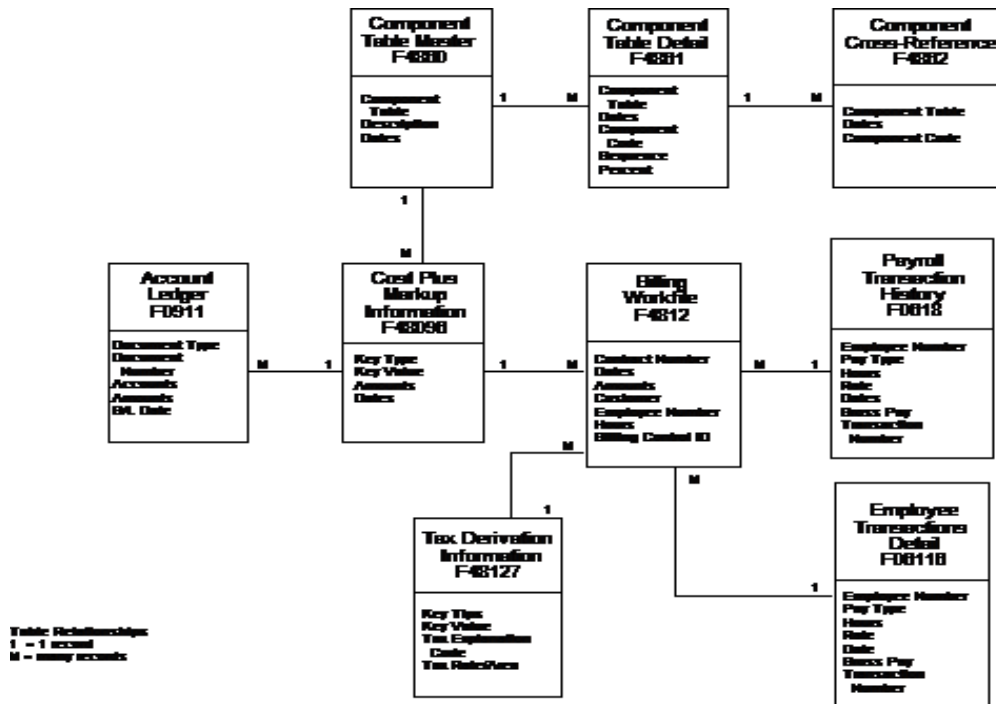 Component
Table Master
F4860
Component
Table
Description
Dates
1
M
Component
Table Detail
F4861
Component
Table
Dates
Component
Code
Sequence
Percent
1
M
Component
Cross-Reference
F4862
Component Table
Dates
Component Code
1
M
Account
Ledger
F0911
Document Type
Document
Number
Accounts
Amounts
G/L Date
M
1
Cost Plus
Markup
Information
F48096
Key Type
Key Value
Amounts
Dates
1
M
Billing
Workfile
F4812
Contract Number
Dates
Amounts
Customer
Employee Number
Hours
Billing Control ID
M
1
Payroll
Transaction
History
F0618
Employee Number
Pay Type
Hours
Rate
Dates
Gross Pay
Transaction
Number
M
1
Tax Derivation
Information
F48127
Key Type
Key Value
Tax Explanation
Code
Tax Rate/Area
M
1
Employee
Transactions
Detail
F06116
Employee Number
Pay Type
Hours
Rate
Date
Gross Pay
Transaction
Number
Table Relationships
1 = 1 record
M = many records